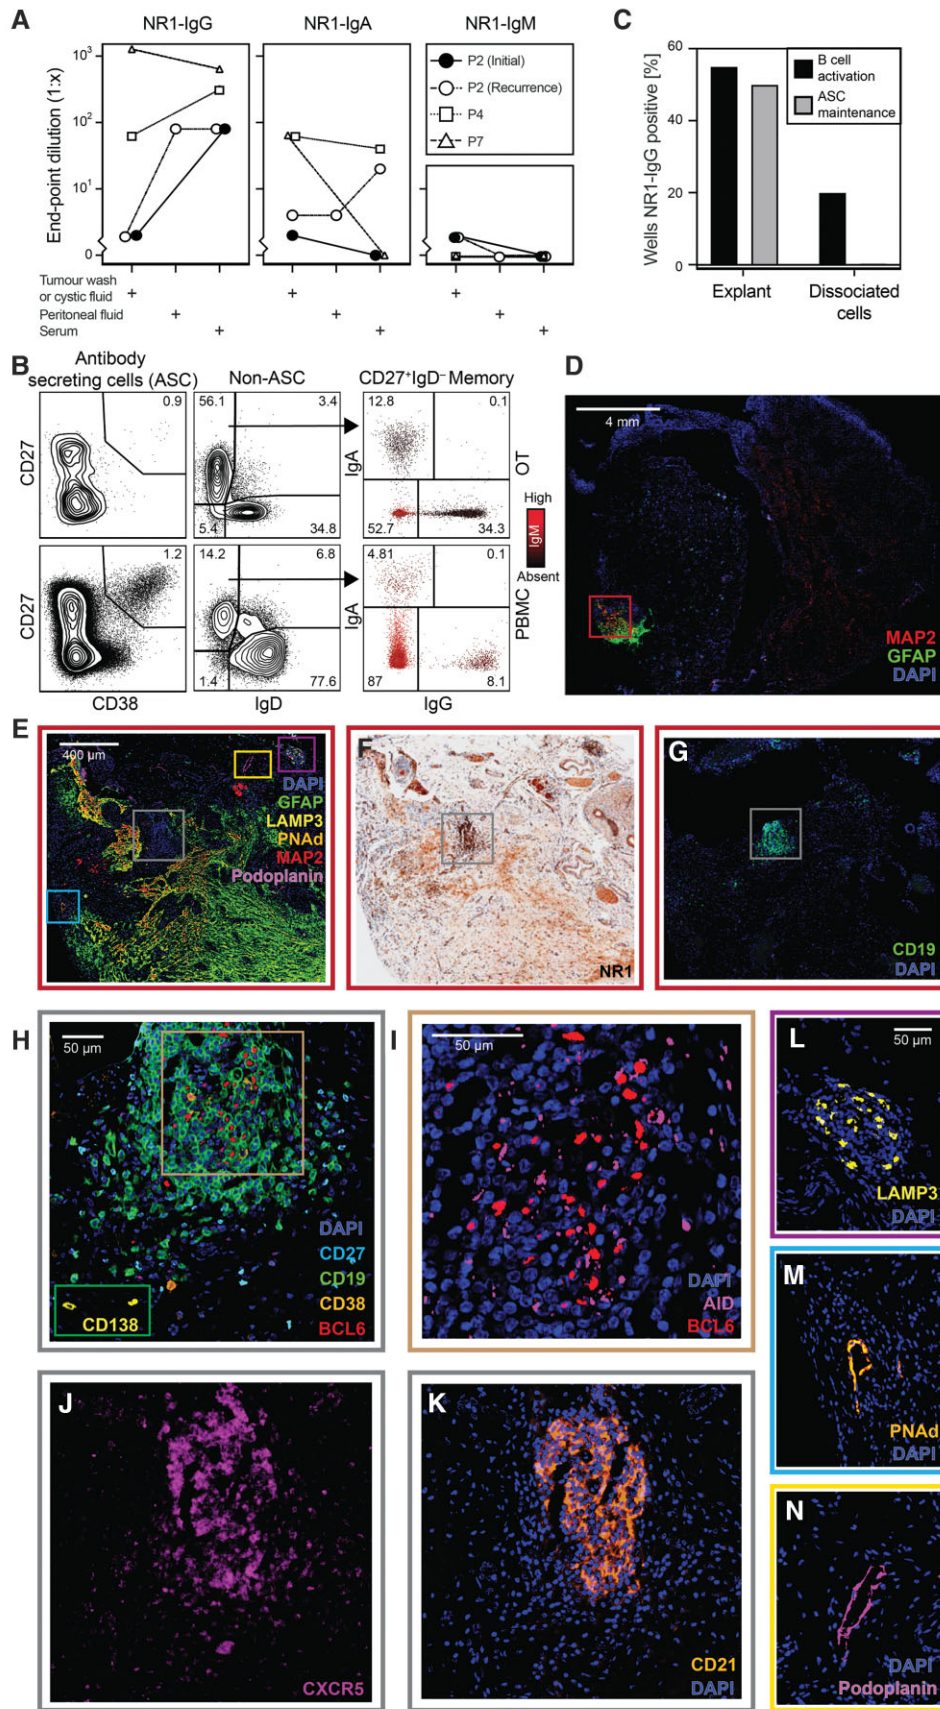 A
NR1-IgG
NR1-IgA
NR1-IgM
End-point dilution (1:x)
10³
10²
10¹
0
P2 (Initial)
P2 (Recurrence)
P4
P7
Tumour wash
or cystic fluid
+
+
+
Peritoneal fluid
+
+
Serum
+
+
+
C
Wells NR1-IgG positive [%]
60
40
20
0
B cell
activation
ASC
maintenance
Explant
Dissociated
cells
B
Antibody
secreting cells (ASC)
Non-ASC
CD27⁺IgD⁻ Memory
CD27
0.9
56.1
3.4
5.4
34.8
IgA
12.8
0.1
52.7
34.3
OT
High
IgM
Absent
CD27
1.2
14.2
6.8
1.4
77.6
IgA
4.81
0.1
87
8.1
PBMC
CD38
IgD
IgG
D
4 mm
MAP2
GFAP
DAPI
E
400 µm
DAPI
GFAP
LAMP3
PNAd
MAP2
Podoplanin
F
NR1
G
CD19
DAPI
H
50 µm
DAPI
CD27
CD19
CD38
BCL6
CD138
I
50 µm
DAPI
AID
BCL6
L
50 µm
LAMP3
DAPI
M
PNAd
DAPI
J
CXCR5
K
CD21
DAPI
N
DAPI
Podoplanin